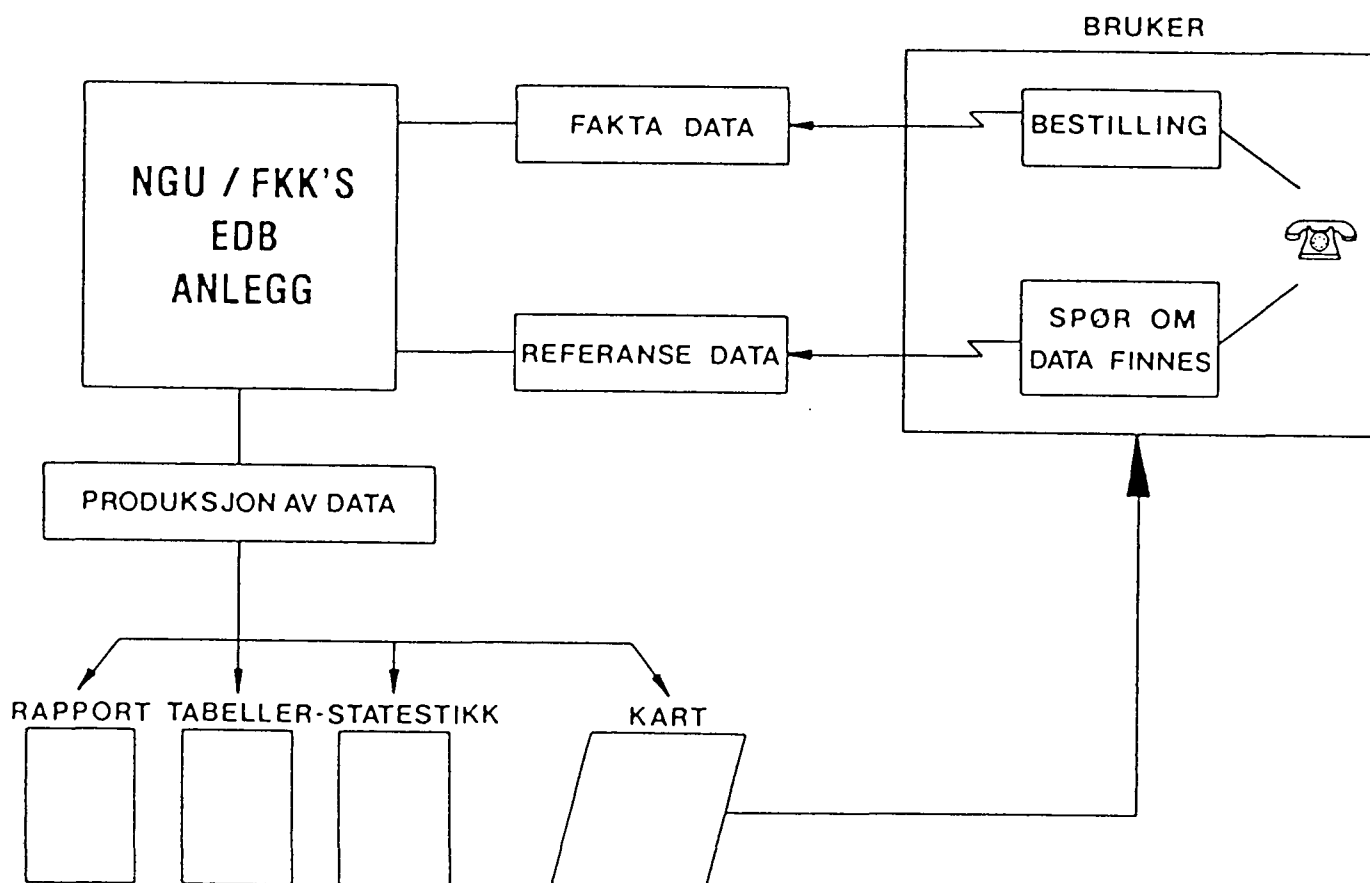 BRUKER
FAKTA DATA
BESTILLING
NGU / FKK'S
EDB
ANLEGG
SPØR OM
DATA FINNES
REFERANSE DATA
PRODUKSJON AV DATA
RAPPORT TABELLER-STATESTIKK
KART